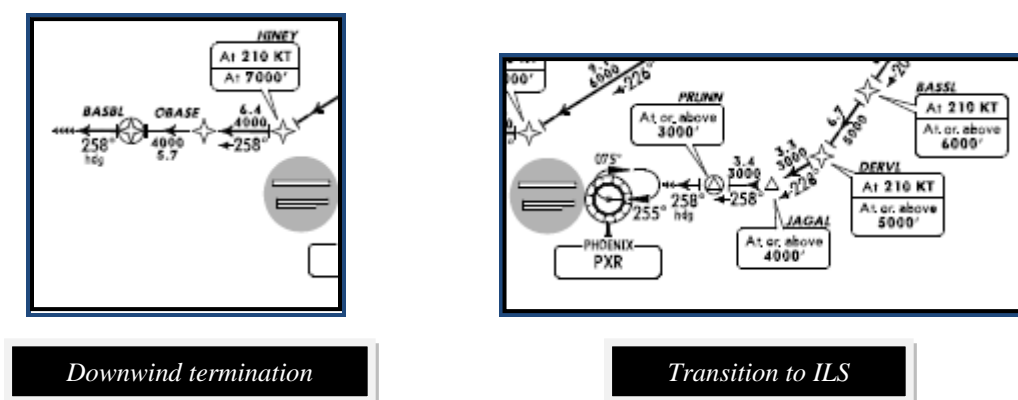 HINEY
At 210 KT
At 7000'
BASBL
OBASE
6.4
4000
258°
258°
hdg
4000
5.7
Downwind termination
6000
226°
PRUNN
At or above
3000'
075°
255°
258°
hdg
3.4
3000
258°
3.3
3000
228°
6.7
5000
BASSL
At 210 KT
At or above
6000'
DERVL
At 210 KT
At or above
5000'
JAGAL
At or above
4000'
PHOENIX
PXR
Transition to ILS